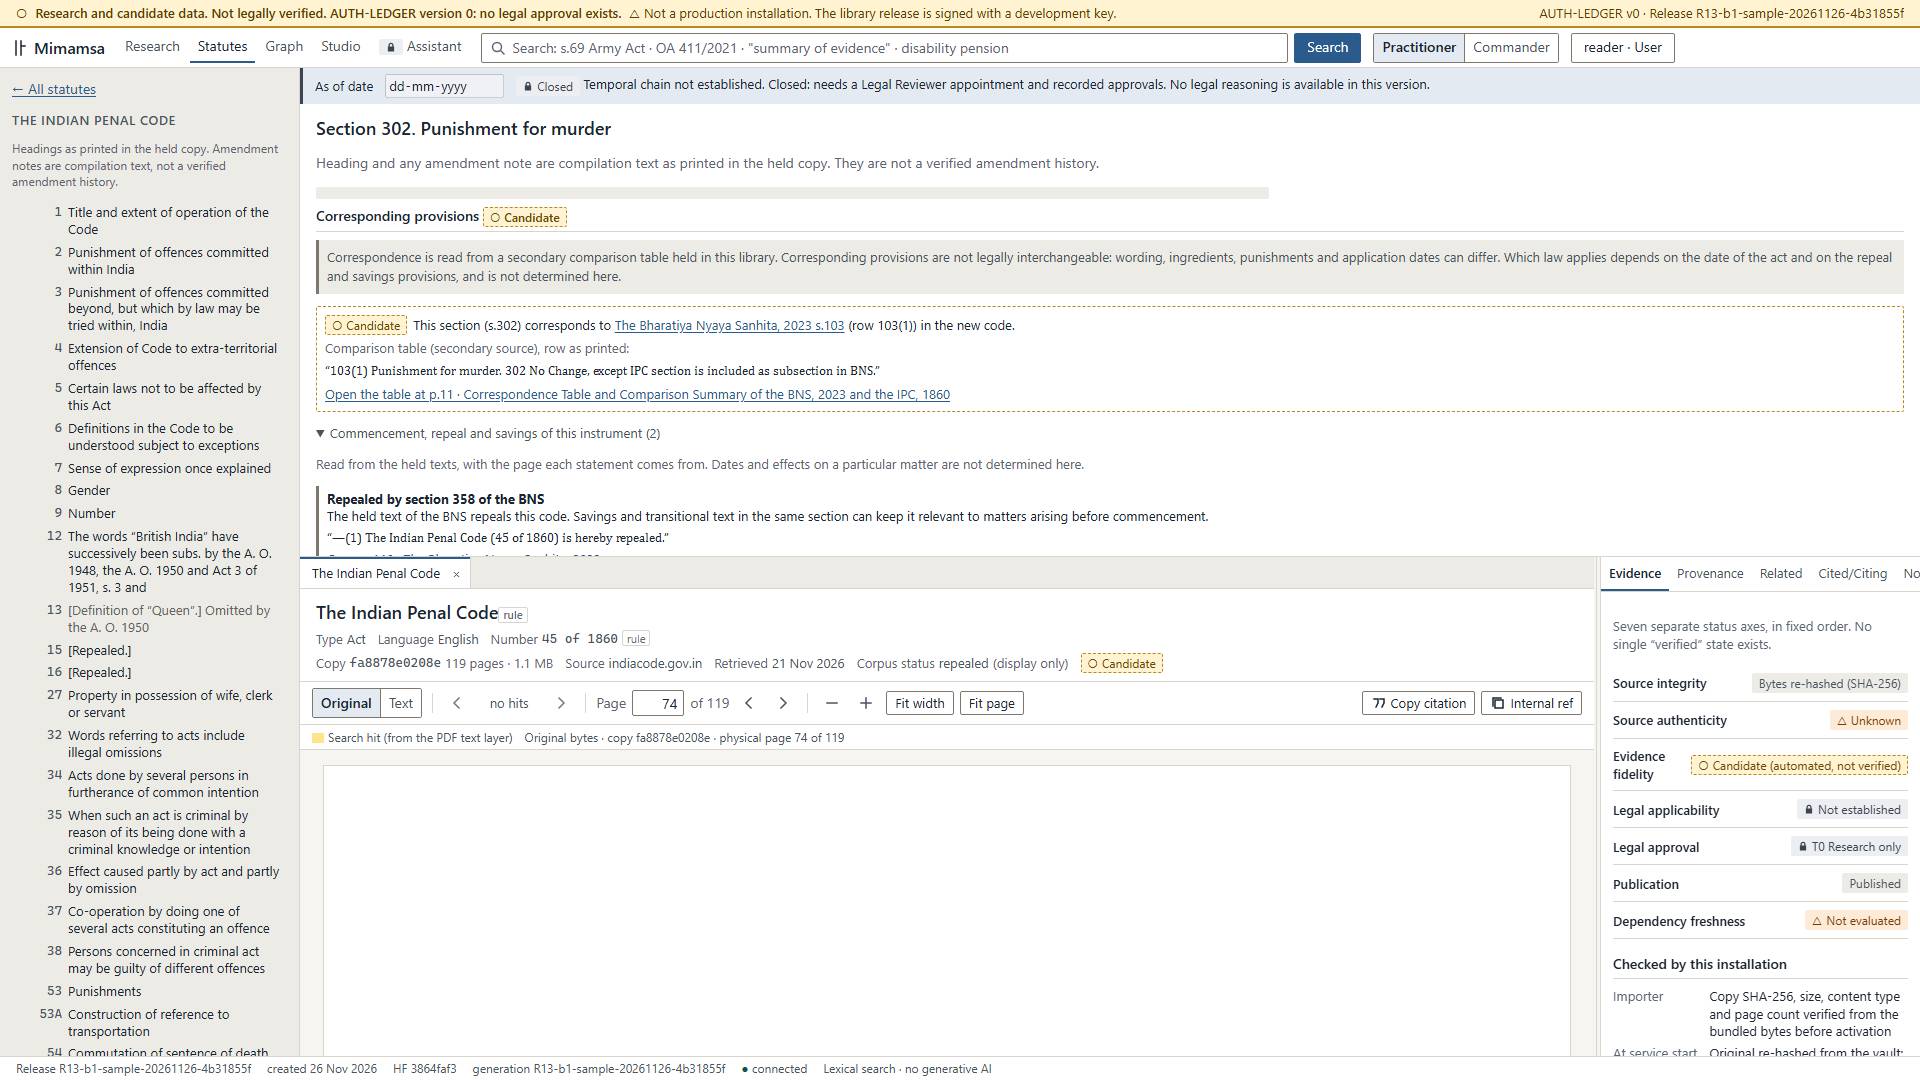 Research and candidate data. Not legally verified. AUTH-LEDGER version 0: no legal approval exists. Not a production installation. The library release is signed with a development key.
AUTH-LEDGER v0 · Release R13-b1-sample-20261126-4b31855f
Mimamsa
Research Statutes Graph Studio Assistant
Search: s.69 Army Act · OA 411/2021 · "summary of evidence" · disability pension
Search
Practitioner Commander
reader · User
← All statutes
THE INDIAN PENAL CODE
Headings as printed in the held copy. Amendment
notes are compilation text, not a verified
amendment history.
1 Title and extent of operation of the
Code
2 Punishment of offences committed
within India
3 Punishment of offences committed
beyond, but which by law may be
tried within, India
4 Extension of Code to extra-territorial
offences
5 Certain laws not to be affected by
this Act
6 Definitions in the Code to be
understood subject to exceptions
7 Sense of expression once explained
8 Gender
9 Number
12 The words “British India” have
successively been subs. by the A. O.
1948, the A. O. 1950 and Act 3 of
1951, s. 3 and
13 [Definition of “Queen”.] Omitted by
the A. O. 1950
15 [Repealed.]
16 [Repealed.]
27 Property in possession of wife, clerk
or servant
32 Words referring to acts include
illegal omissions
34 Acts done by several persons in
furtherance of common intention
35 When such an act is criminal by
reason of its being done with a
criminal knowledge or intention
36 Effect caused partly by act and partly
by omission
37 Co-operation by doing one of
several acts constituting an offence
38 Persons concerned in criminal act
may be guilty of different offences
53 Punishments
53A Construction of reference to
transportation
54 Commutation of sentence of death
As of date dd-mm-yyyy Closed Temporal chain not established. Closed: needs a Legal Reviewer appointment and recorded approvals. No legal reasoning is available in this version.
Section 302. Punishment for murder
Heading and any amendment note are compilation text as printed in the held copy. They are not a verified amendment history.
Corresponding provisions Candidate
Correspondence is read from a secondary comparison table held in this library. Corresponding provisions are not legally interchangeable: wording, ingredients, punishments and application dates can differ. Which law applies depends on the date of the act and on the repeal
and savings provisions, and is not determined here.
Candidate This section (s.302) corresponds to The Bharatiya Nyaya Sanhita, 2023 s.103 (row 103(1)) in the new code.
Comparison table (secondary source), row as printed:
“103(1) Punishment for murder. 302 No Change, except IPC section is included as subsection in BNS.”
Open the table at p.11 · Correspondence Table and Comparison Summary of the BNS, 2023 and the IPC, 1860
▼ Commencement, repeal and savings of this instrument (2)
Read from the held texts, with the page each statement comes from. Dates and effects on a particular matter are not determined here.
Repealed by section 358 of the BNS
The held text of the BNS repeals this code. Savings and transitional text in the same section can keep it relevant to matters arising before commencement.
“—(1) The Indian Penal Code (45 of 1860) is hereby repealed.”
The Indian Penal Code ×
The Indian Penal Code rule
Type Act Language English Number 45 of 1860 rule
Copy fa8878e0208e 119 pages · 1.1 MB Source indiacode.gov.in Retrieved 21 Nov 2026 Corpus status repealed (display only) Candidate
Original Text no hits Page 74 of 119 Fit width Fit page Copy citation Internal ref
Search hit (from the PDF text layer) Original bytes · copy fa8878e0208e · physical page 74 of 119
Evidence Provenance Related Cited/Citing No
Seven separate status axes, in fixed order. No
single “verified” state exists.
Source integrity Bytes re-hashed (SHA-256)
Source authenticity Unknown
Evidence
fidelity Candidate (automated, not verified)
Legal applicability Not established
Legal approval T0 Research only
Publication Published
Dependency freshness Not evaluated
Checked by this installation
Importer Copy SHA-256, size, content type
and page count verified from the
bundled bytes before activation
At service start Original re-hashed from the vault;
Release R13-b1-sample-20261126-4b31855f created 26 Nov 2026 HF 3864faf3 generation R13-b1-sample-20261126-4b31855f connected Lexical search · no generative AI